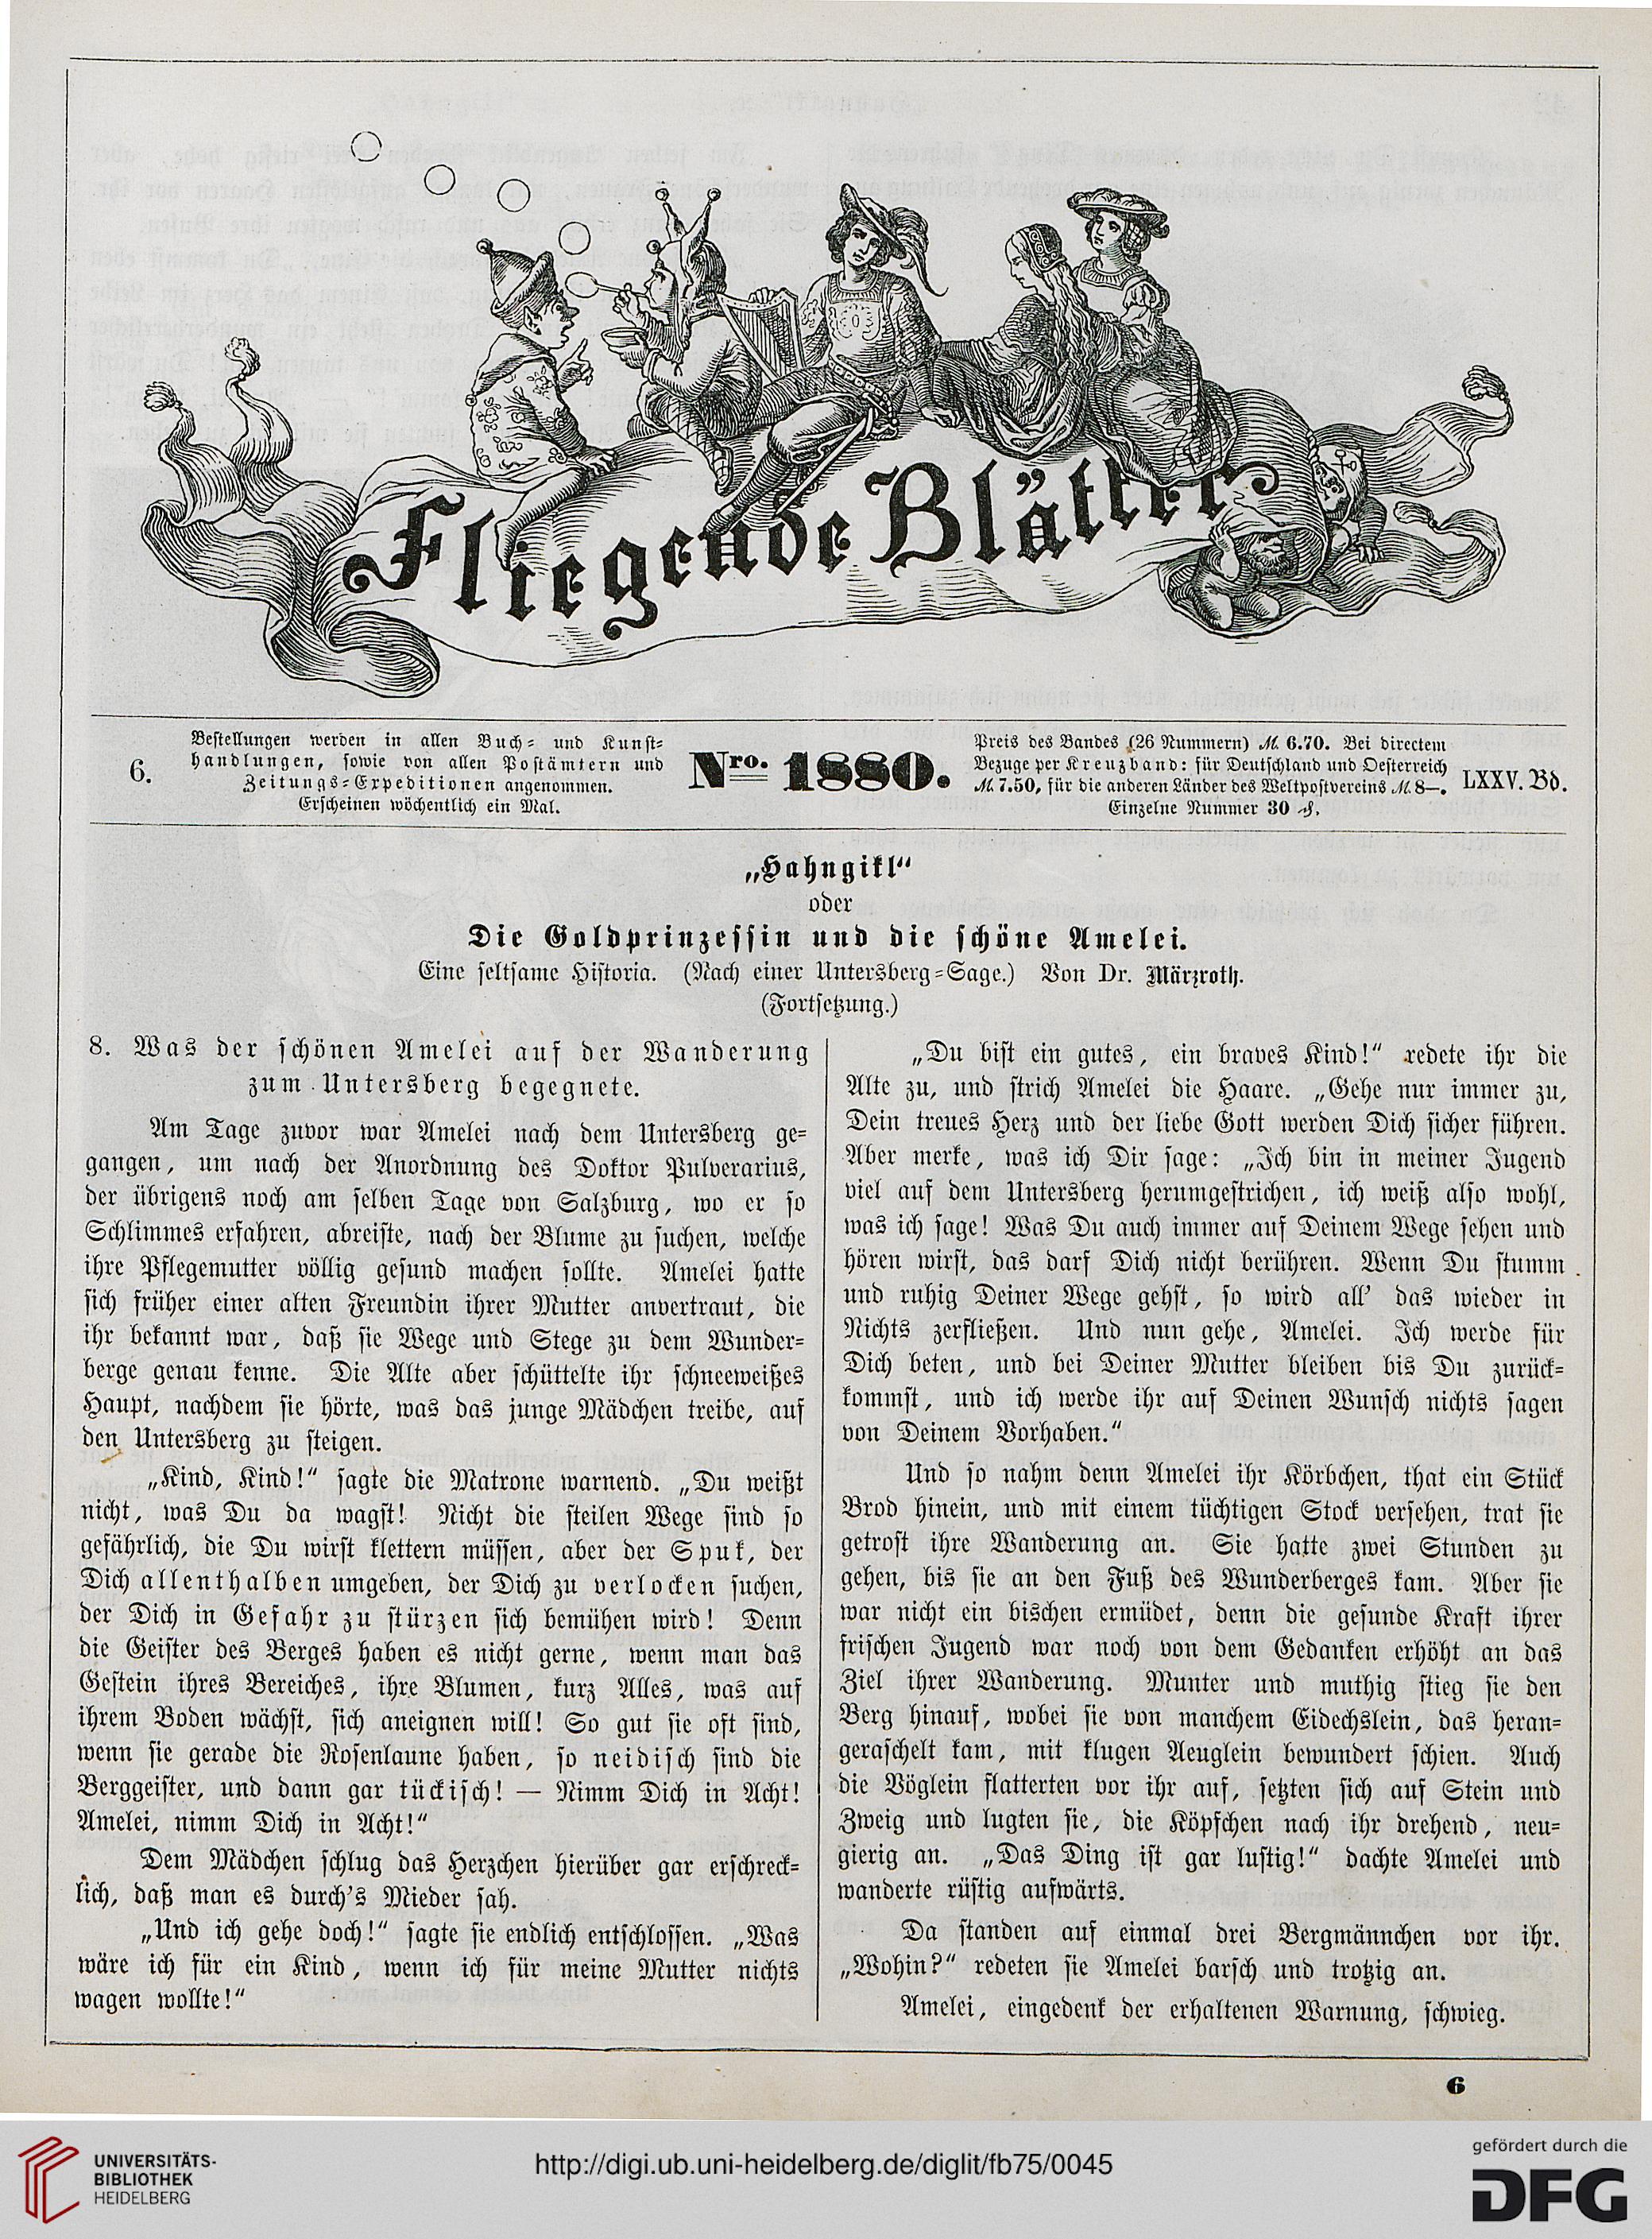 Fliegende Blätter
6.
Bestellungen werden in allen Buch- und Kunst-
handlungen, sowie von allen Postämtern und
Zeitungs-Expeditionen angenommen.
Erscheinen wöchentlich ein Mal.
Nro. 1880.
Preis des Bandes (26 Nummern) ℳ 6.70. Bei directem
Bezuge per Kreuzband: für Deutschland und Oesterreich
ℳ 7.50, für die anderen Länder des Weltpostvereins ℳ 8—.
Einzelne Nummer 30 ₰.
LXXV. Bd.
„Hahngikl“
oder
Die Goldprinzessin und die schöne Amelei.
Eine seltsame Historia. (Nach einer Untersberg-Sage.) Von Dr. Märzroth.
(Fortsetzung.)
8. Was der schönen Amelei auf der Wanderung
zum Untersberg begegnete.
Am Tage zuvor war Amelei nach dem Untersberg ge-
gangen, um nach der Anordnung des Doktor Pulverarius,
der übrigens noch am selben Tage von Salzburg, wo er so
Schlimmes erfahren, abreiste, nach der Blume zu suchen, welche
ihre Pflegemutter völlig gesund machen sollte. Amelei hatte
sich früher einer alten Freundin ihrer Mutter anvertraut, die
ihr bekannt war, daß sie Wege und Stege zu dem Wunder-
berge genau kenne. Die Alte aber schüttelte ihr schneeweißes
Haupt, nachdem sie hörte, was das junge Mädchen treibe, auf
den Untersberg zu steigen.
„Kind, Kind!“ sagte die Matrone warnend. „Du weißt
nicht, was Du da wagst! Nicht die steilen Wege sind so
gefährlich, die Du wirst klettern müssen, aber der Spuk, der
Dich allenthalben umgeben, der Dich zu verlocken suchen,
der Dich in Gefahr zu stürzen sich bemühen wird! Denn
die Geister des Berges haben es nicht gerne, wenn man das
Gestein ihres Bereiches, ihre Blumen, kurz Alles, was auf
ihrem Boden wächst, sich aneignen will! So gut sie oft sind,
wenn sie gerade die Rosenlaune haben, so neidisch sind die
Berggeister, und dann gar tückisch! — Nimm Dich in Acht!
Amelei, nimm Dich in Acht!“
Dem Mädchen schlug das Herzchen hierüber gar erschreck-
lich, daß man es durch's Mieder sah.
„Und ich gehe doch!“ sagte sie endlich entschlossen. „Was
wäre ich für ein Kind, wenn ich für meine Mutter nichts
wagen wollte!“
„Du bist ein gutes, ein braves Kind!“ redete ihr die
Alte zu, und strich Amelei die Haare. „Gehe nur immer zu,
Dein treues Herz und der liebe Gott werden Dich sicher führen.
Aber merke, was ich Dir sage: „Ich bin in meiner Jugend
viel auf dem Untersberg herumgestrichen, ich weiß also wohl,
was ich sage! Was Du auch immer auf Deinem Wege sehen und
hören wirst, das darf Dich nicht berühren. Wenn Du stumm
und ruhig Deiner Wege gehst, so wird all' das wieder in
Nichts zerfließen. Und nun gehe, Amelei. Ich werde für
Dich beten, und bei Deiner Mutter bleiben bis Du zurück-
kommst, und ich werde ihr auf Deinen Wunsch nichts sagen
von Deinem Vorhaben.“
Und so nahm denn Amelei ihr Körbchen, that ein Stück
Brod hinein, und mit einem tüchtigen Stock versehen, trat sie
getrost ihre Wanderung an. Sie hatte zwei Stunden zu
gehen, bis sie an den Fuß des Wunderberges kam. Aber sie
war nicht ein bischen ermüdet, denn die gesunde Kraft ihrer
frischen Jugend war noch von dem Gedanken erhöht an das
Ziel ihrer Wanderung. Munter und muthig stieg sie den
Berg hinauf, wobei sie von manchem Eidechslein, das heran-
geraschelt kam, mit klugen Aeuglein bewundert schien. Auch
die Vöglein flatterten vor ihr auf, setzten sich auf Stein und
Zweig und lugten sie, die Köpfchen nach ihr drehend, neu-
gierig an. „Das Ding ist gar lustig!“ dachte Amelei und
wanderte rüstig aufwärts.
Da standen auf einmal drei Bergmännchen vor ihr.
„Wohin?“ redeten sie Amelei barsch und trotzig an.
Amelei, eingedenk der erhaltenen Warnung, schwieg.
6
UNIVERSITÄTS-
BIBLIOTHEK
HEIDELBERG
http://digi.ub.uni-heidelberg.de/diglit/fb75/0045
gefördert durch die
DFG